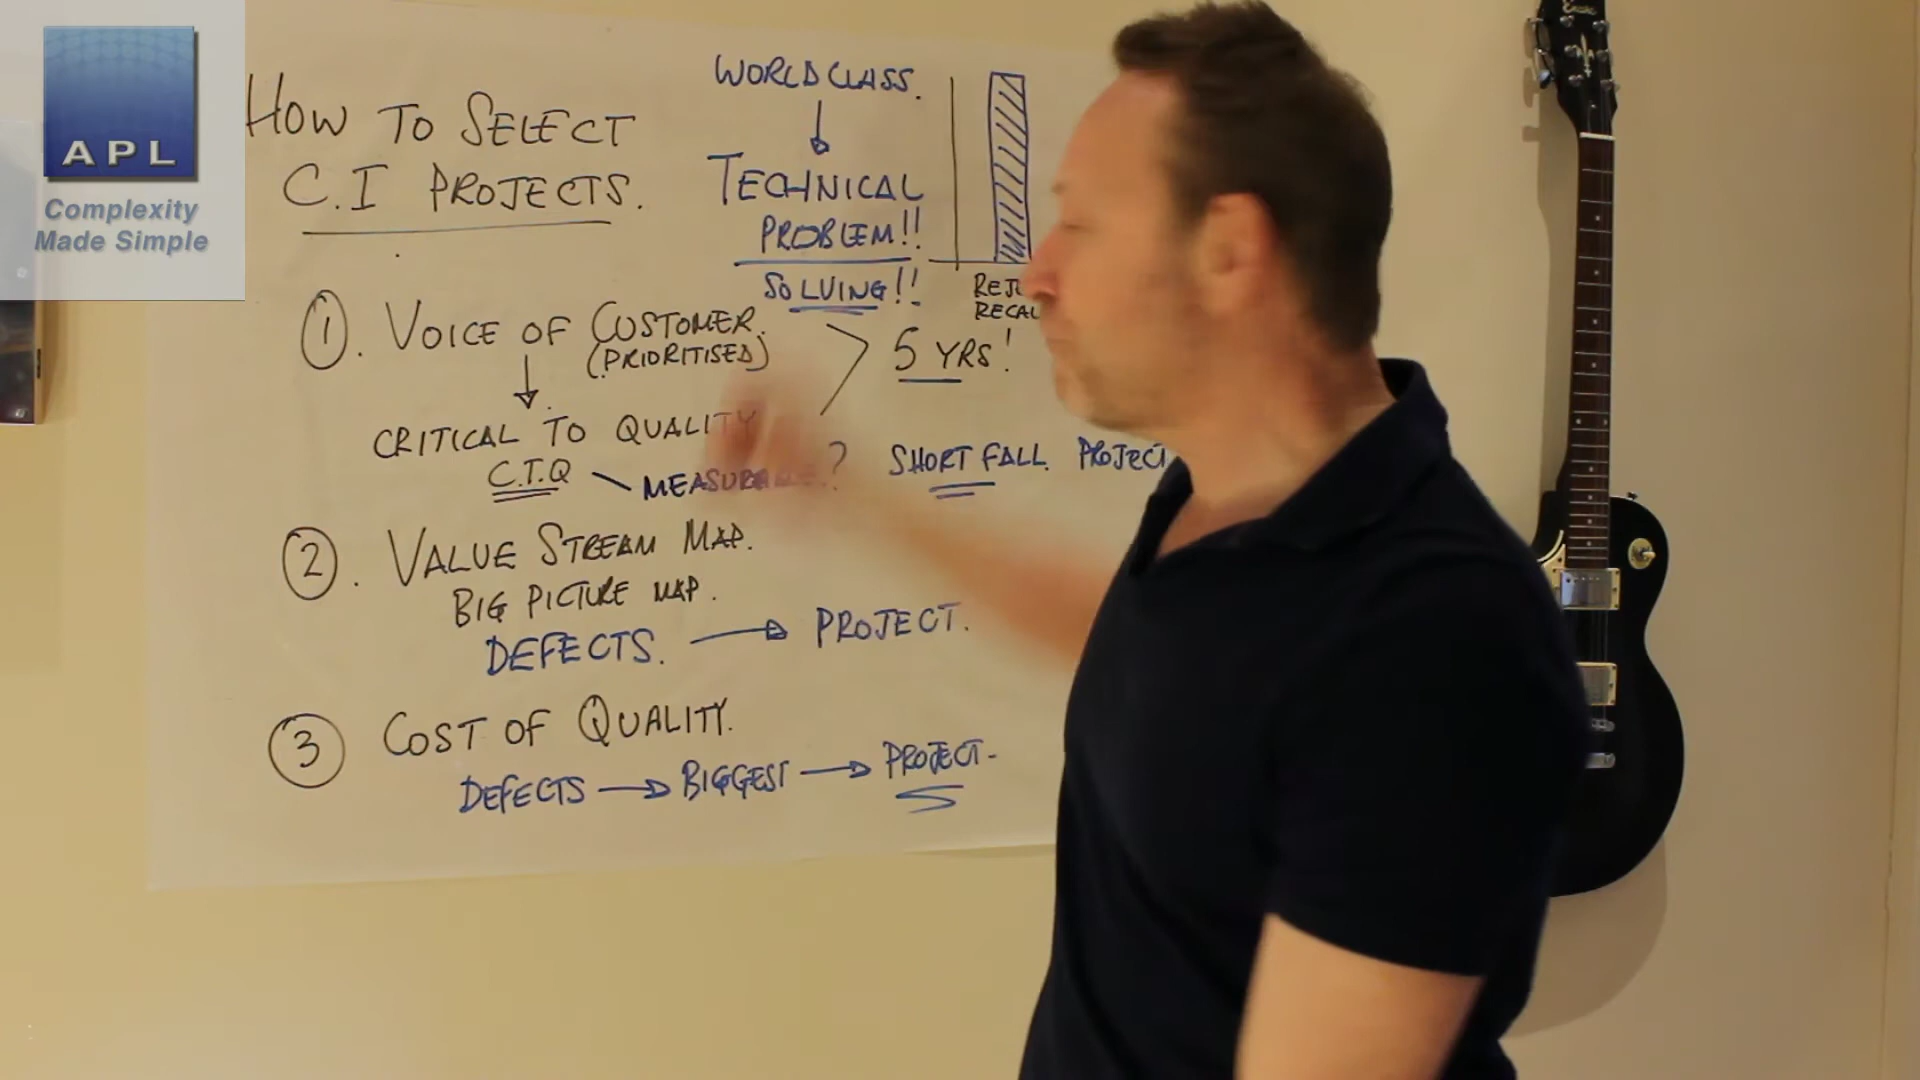 APL
Complexity
Made Simple
HOW TO SELECT
C.I PROJECTS.
WORLD CLASS.
TECHNICAL
PROBLEM!!
SOLVING!!
1. VOICE OF CUSTOMER.
(PRIORITISED)
5 YRS!
CRITICAL TO QUALITY
C.T.Q
SHORT FALL. PROJECT
2. VALUE STREAM MAP.
BIG PICTURE MAP.
DEFECTS. PROJECT.
3 COST OF QUALITY.
DEFECTS BIGGEST PROJECT-